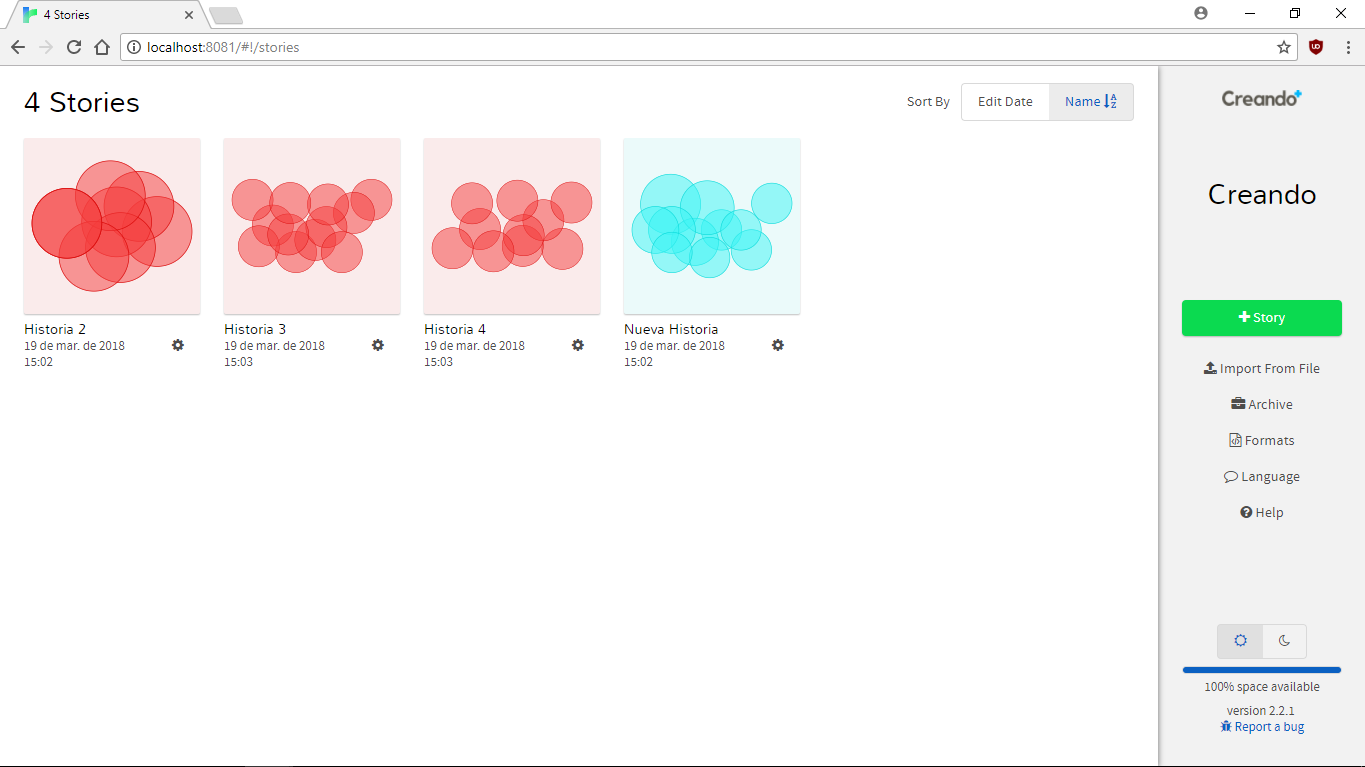 4 Stories
localhost:8081/#!/stories
4 Stories
Sort By
Edit Date
Name
Historia 2
19 de mar. de 2018
15:02
Historia 3
19 de mar. de 2018
15:03
Historia 4
19 de mar. de 2018
15:03
Nueva Historia
19 de mar. de 2018
15:02
Creando+
Creando
+ Story
Import From File
Archive
Formats
Language
Help
100% space available
version 2.2.1
Report a bug